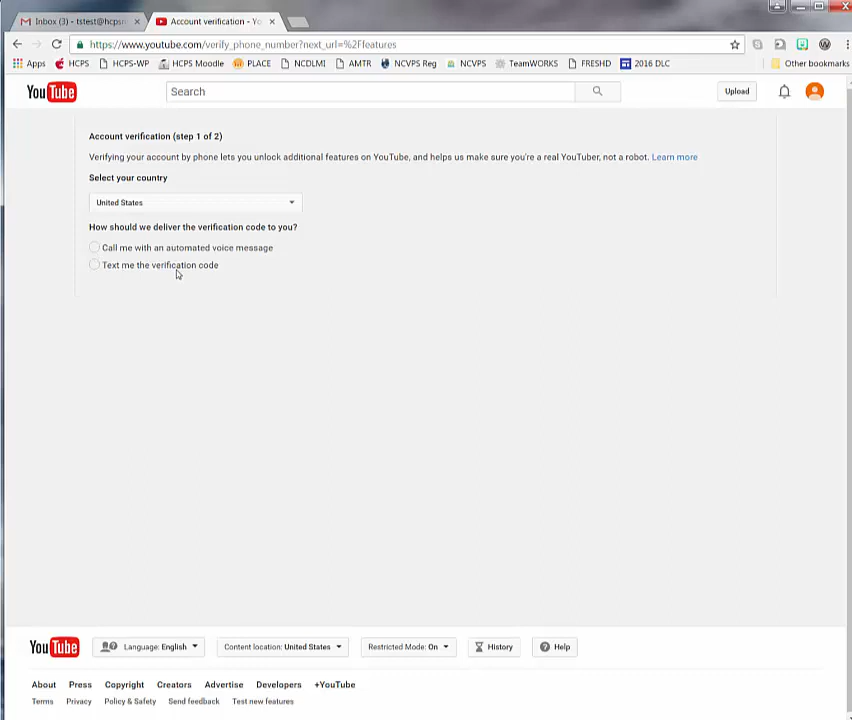 Inbox (3) - tstest@hcps
Account verification - Yo
https://www.youtube.com/verify_phone_number?next_url=%2Ffeatures
Apps HCPS HCPS-WP HCPS Moodle PLACE NCDLMI AMTR NCVPS Reg NCVPS TeamWORKS FRESHD 2016 DLC Other bookmarks
YouTube Search Upload
Account verification (step 1 of 2)
Verifying your account by phone lets you unlock additional features on YouTube, and helps us make sure you're a real YouTuber, not a robot. Learn more
Select your country
United States
How should we deliver the verification code to you?
Call me with an automated voice message
Text me the verification code
YouTube Language: English Content location: United States Restricted Mode: On History Help
About Press Copyright Creators Advertise Developers +YouTube
Terms Privacy Policy & Safety Send feedback Test new features